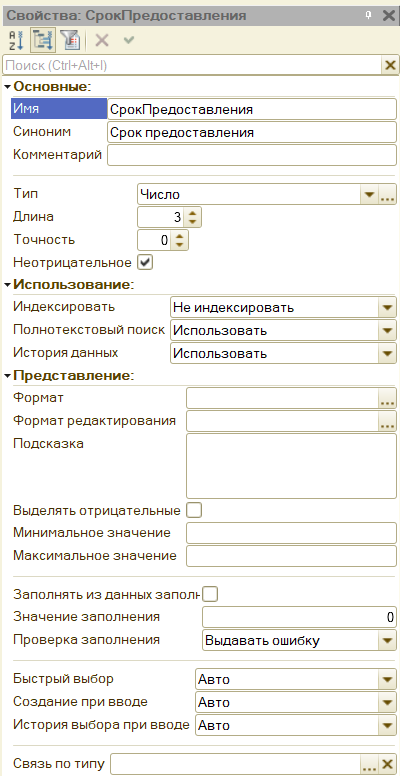 Свойства: СрокПредоставления
Поиск (Ctrl+Alt+I)
Основные:
Имя СрокПредоставления
Синоним Срок предоставления
Комментарий
Тип Число
Длина 3
Точность 0
Неотрицательное
Использование:
Индексировать Не индексировать
Полнотекстовый поиск Использовать
История данных Использовать
Представление:
Формат
Формат редактирования
Подсказка
Выделять отрицательные
Минимальное значение
Максимальное значение
Заполнять из данных заполн
Значение заполнения 0
Проверка заполнения Выдавать ошибку
Быстрый выбор Авто
Создание при вводе Авто
История выбора при вводе Авто
Связь по типу